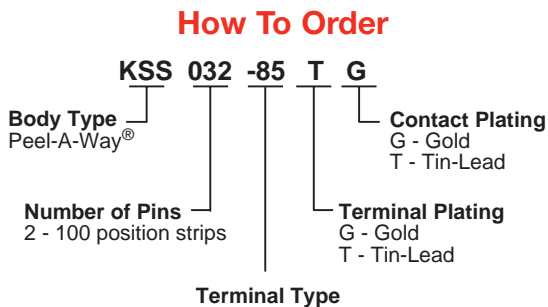 How To Order
KSS 032 -85 T G
Body Type
Peel-A-Way®
Contact Plating
G - Gold
T - Tin-Lead
Number of Pins
2 - 100 position strips
Terminal Plating
G - Gold
T - Tin-Lead
Terminal Type